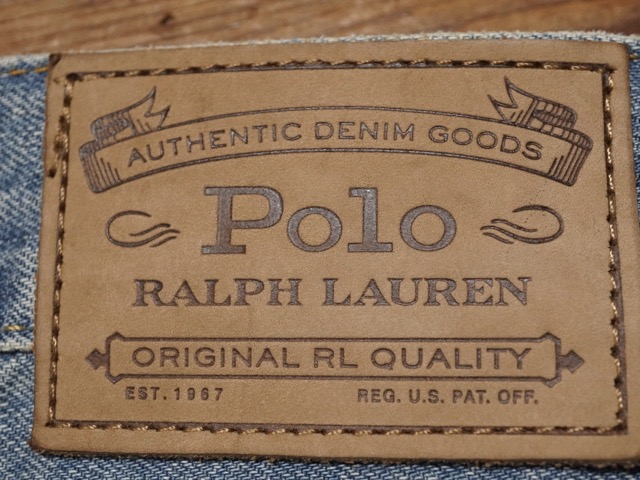 AUTHENTIC DENIM GOODS
Polo
RALPH LAUREN
ORIGINAL RL QUALITY
EST. 1967 REG. U.S. PAT. OFF.